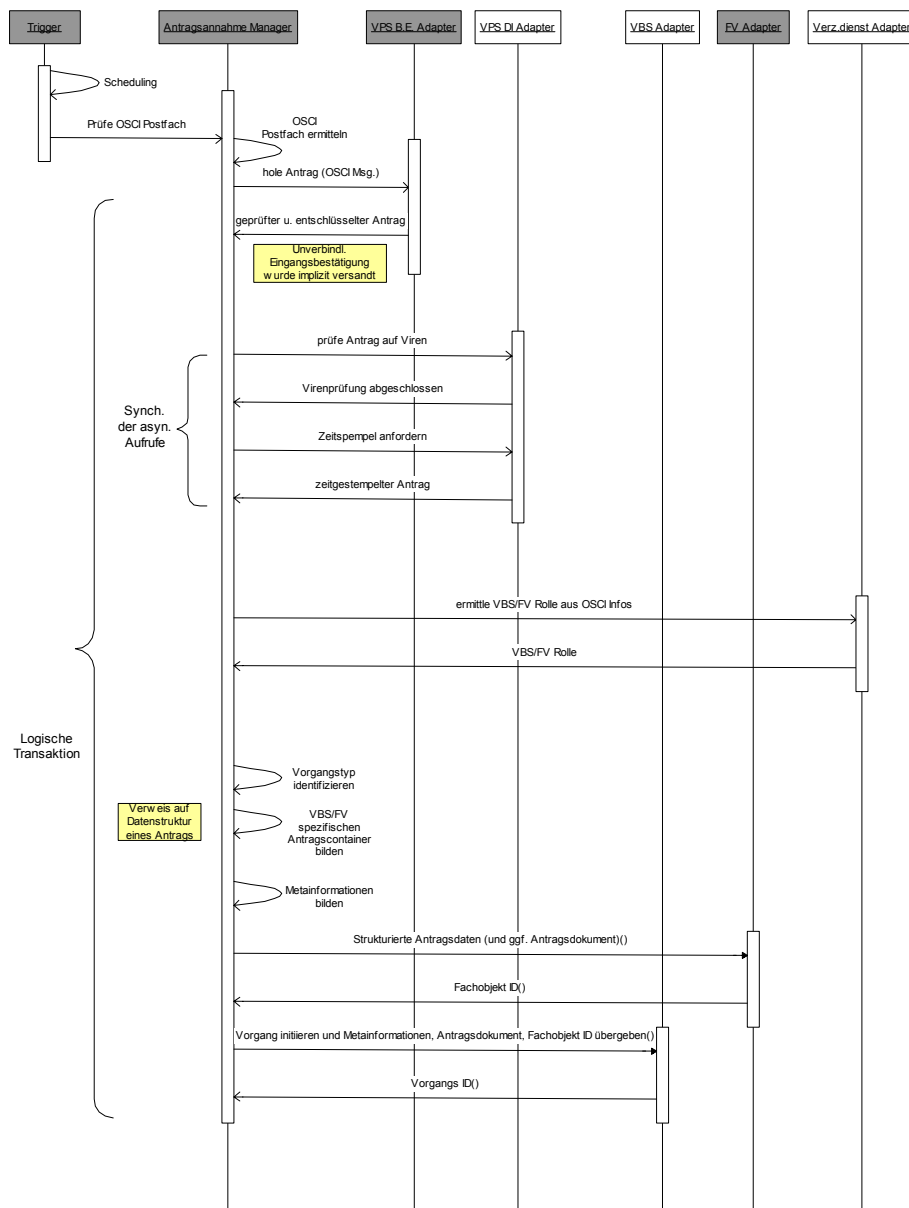 Trigger
Antragsannahme Manager
VPS B.E. Adapter
VPS DI Adapter
VBS Adapter
FV Adapter
Verz.dienst Adapter
Scheduling
Prüfe OSCI Postfach
OSCI
Postfach ermitteln
hole Antrag (OSCI Msg.)
geprüfter u. entschlüsselter Antrag
Unverbindl.
Eingangsbestätigung
wurde implizit versandt
prüfe Antrag auf Viren
Virenprüfung abgeschlossen
Synch.
der asyn.
Aufrufe
Zeitspempel anfordern
zeitgestempelter Antrag
ermittle VBS/FV Rolle aus OSCI Infos
VBS/FV Rolle
Logische
Transaktion
Vorgangstyp
identifizieren
Verweis auf
Datenstruktur
eines Antrags
VBS/FV
spezifischen
Antragscontainer
bilden
Metainformationen
bilden
Strukturierte Antragsdaten (und ggf. Antragsdokument)()
Fachobjekt ID()
Vorgang initiieren und Metainformationen, Antragsdokument, Fachobjekt ID übergeben()
Vorgangs ID()